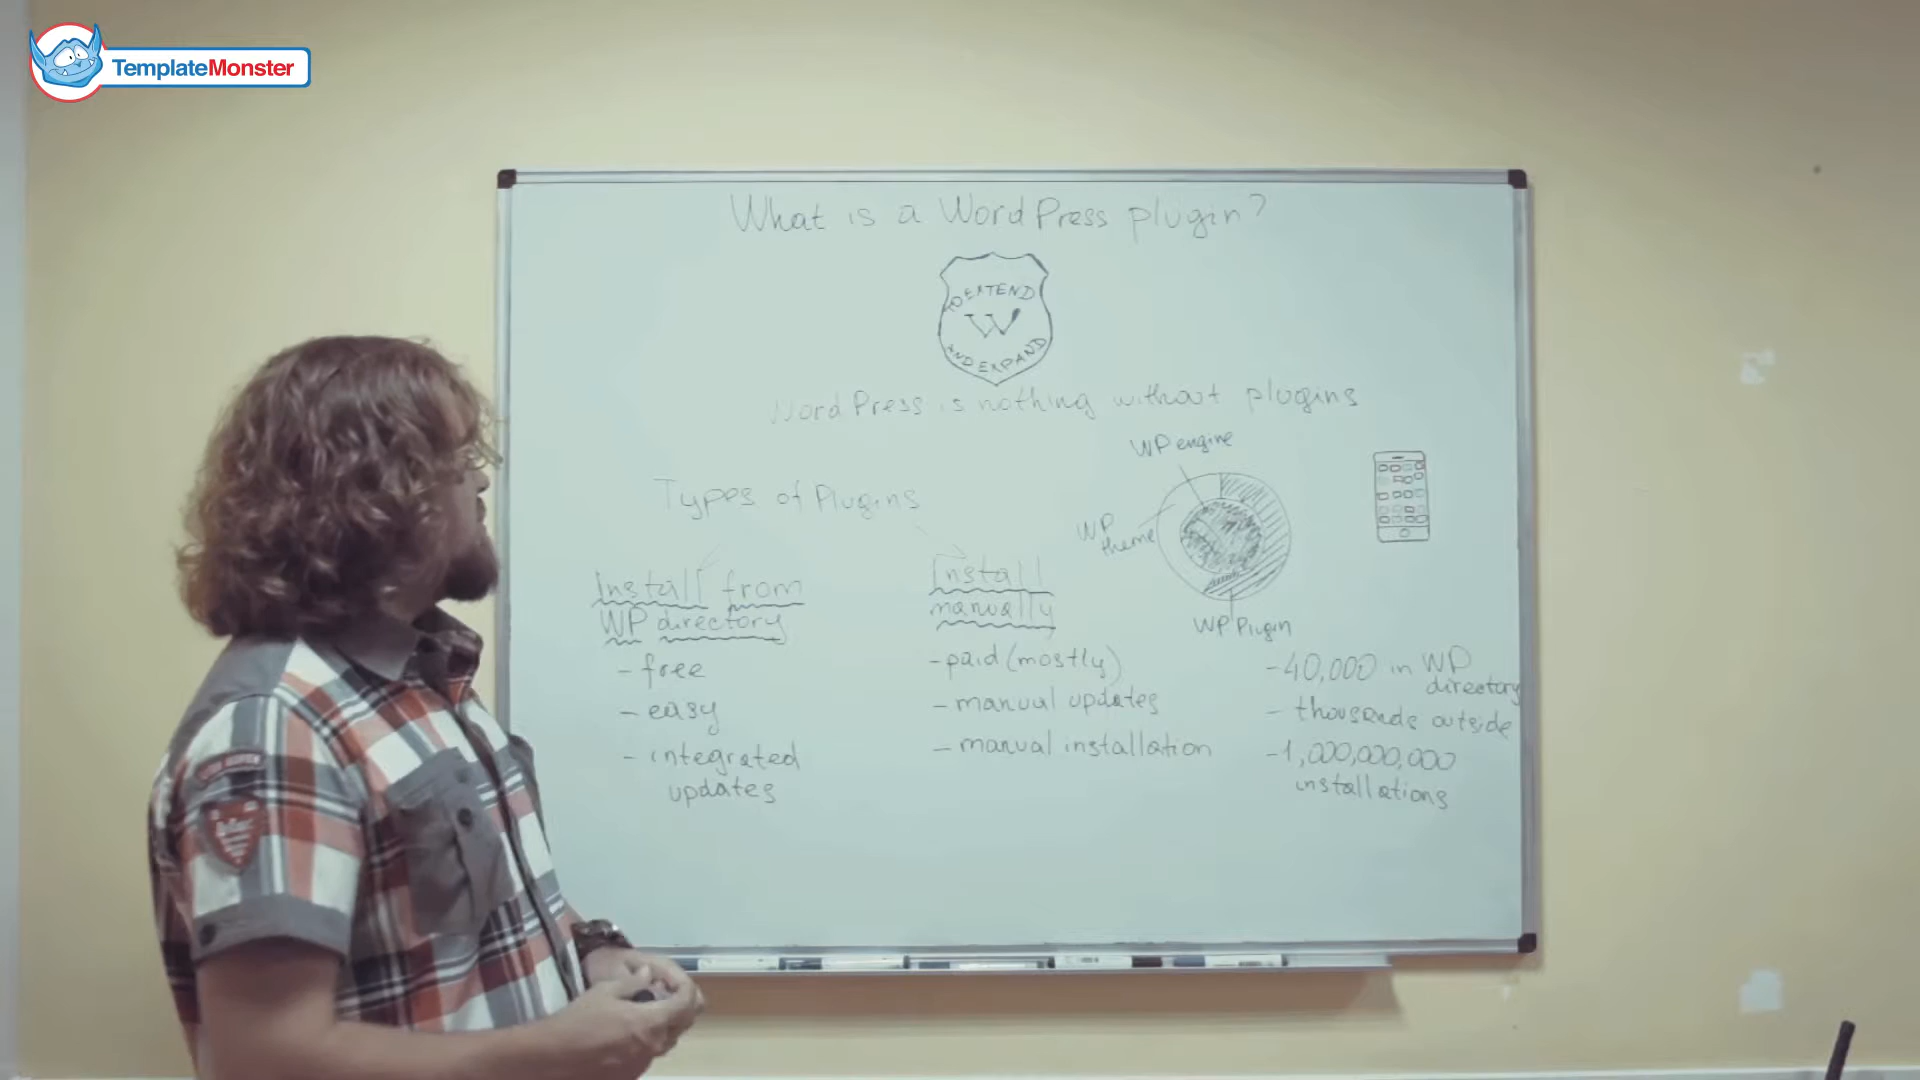 TemplateMonster
What is a WordPress plugin?
TO EXTEND
W
AND EXPAND
WordPress is nothing without plugins
WP engine
WP
theme
WP Plugin
Types of Plugins
Install from
WP directory
- free
- easy
- integrated
updates
Install
manually
- paid (mostly)
- manual updates
- manual installation
- 40,000 in WP
directory
- thousands outside
- 1,000,000,000
installations